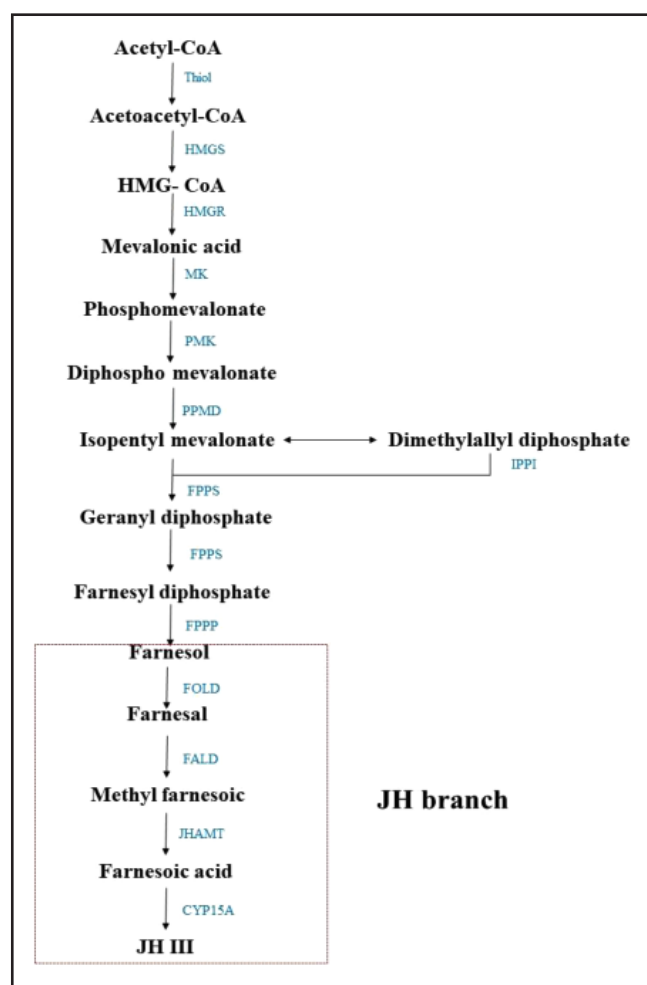 Acetyl-CoA
Thiol
Acetoacetyl-CoA
HMGS
HMG- CoA
HMGR
Mevalonic acid
MK
Phosphomevalonate
PMK
Diphospho mevalonate
PPMD
Isopentyl mevalonate Dimethylallyl diphosphate
IPPI
FPPS
Geranyl diphosphate
FPPS
Farnesyl diphosphate
FPPP
Farnesol
FOLD
Farnesal
FALD
Methyl farnesoic JH branch
JHAMT
Farnesoic acid
CYP15A
JH III